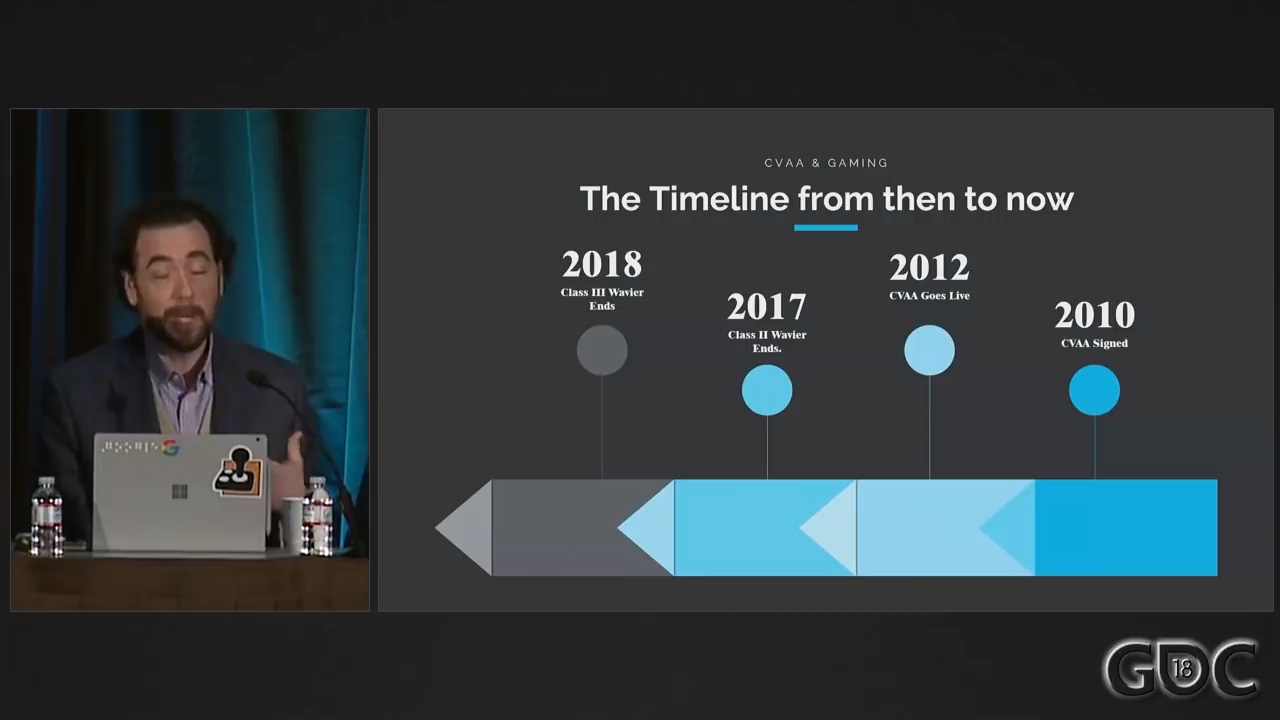 CVAA & GAMING
The Timeline from then to now
2018
Class III Wavier
Ends
2017
Class II Wavier
Ends.
2012
CVAA Goes Live
2010
CVAA Signed
G
GDC
18